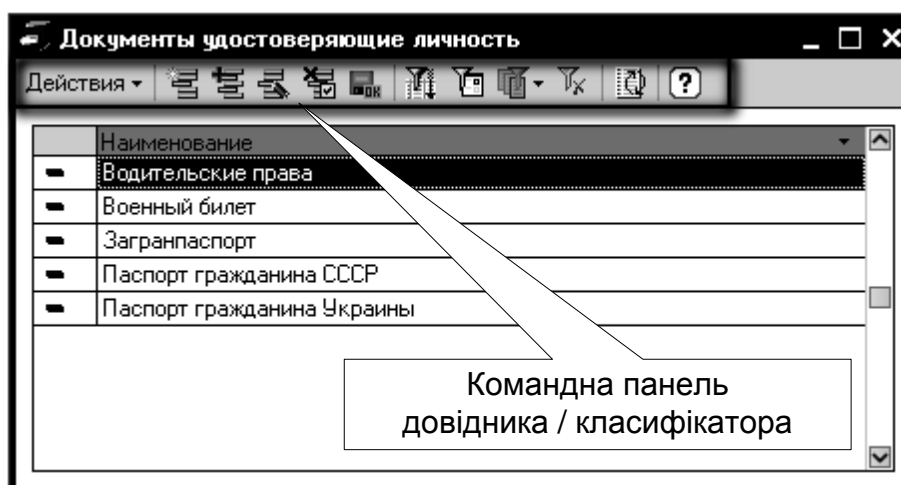 Документы удостоверяющие личность
Действия
?
Наименование
Водительские права
Военный билет
Загранпаспорт
Паспорт гражданина СССР
Паспорт гражданина Украины
Командна панель
довідника / класифікатора